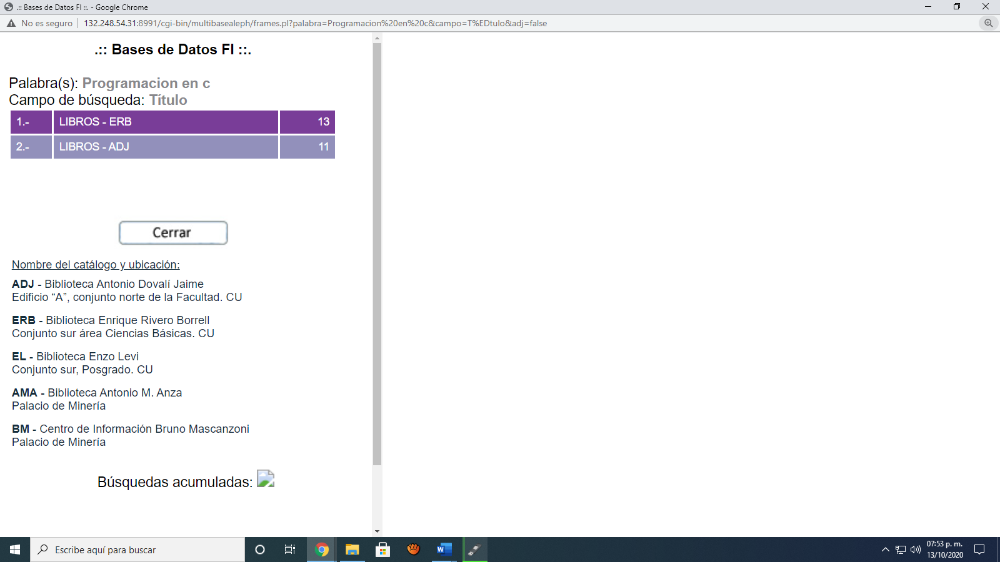 .:: Bases de Datos FI ::. - Google Chrome
No es seguro | 132.248.54.31:8991/cgi-bin/multibasealeph/frames.pl?palabra=Programacion%20en%20c&campo=T%EDtulo&adj=false
.:: Bases de Datos FI ::.
Palabra(s): Programacion en c
Campo de búsqueda: Título
1.- LIBROS - ERB 13
2.- LIBROS - ADJ 11
Cerrar
Nombre del catálogo y ubicación:
ADJ - Biblioteca Antonio Dovalí Jaime
Edificio “A”, conjunto norte de la Facultad. CU
ERB - Biblioteca Enrique Rivero Borrell
Conjunto sur área Ciencias Básicas. CU
EL - Biblioteca Enzo Levi
Conjunto sur, Posgrado. CU
AMA - Biblioteca Antonio M. Anza
Palacio de Minería
BM - Centro de Información Bruno Mascanzoni
Palacio de Minería
Búsquedas acumuladas:
Escribe aquí para buscar
07:53 p. m.
13/10/2020